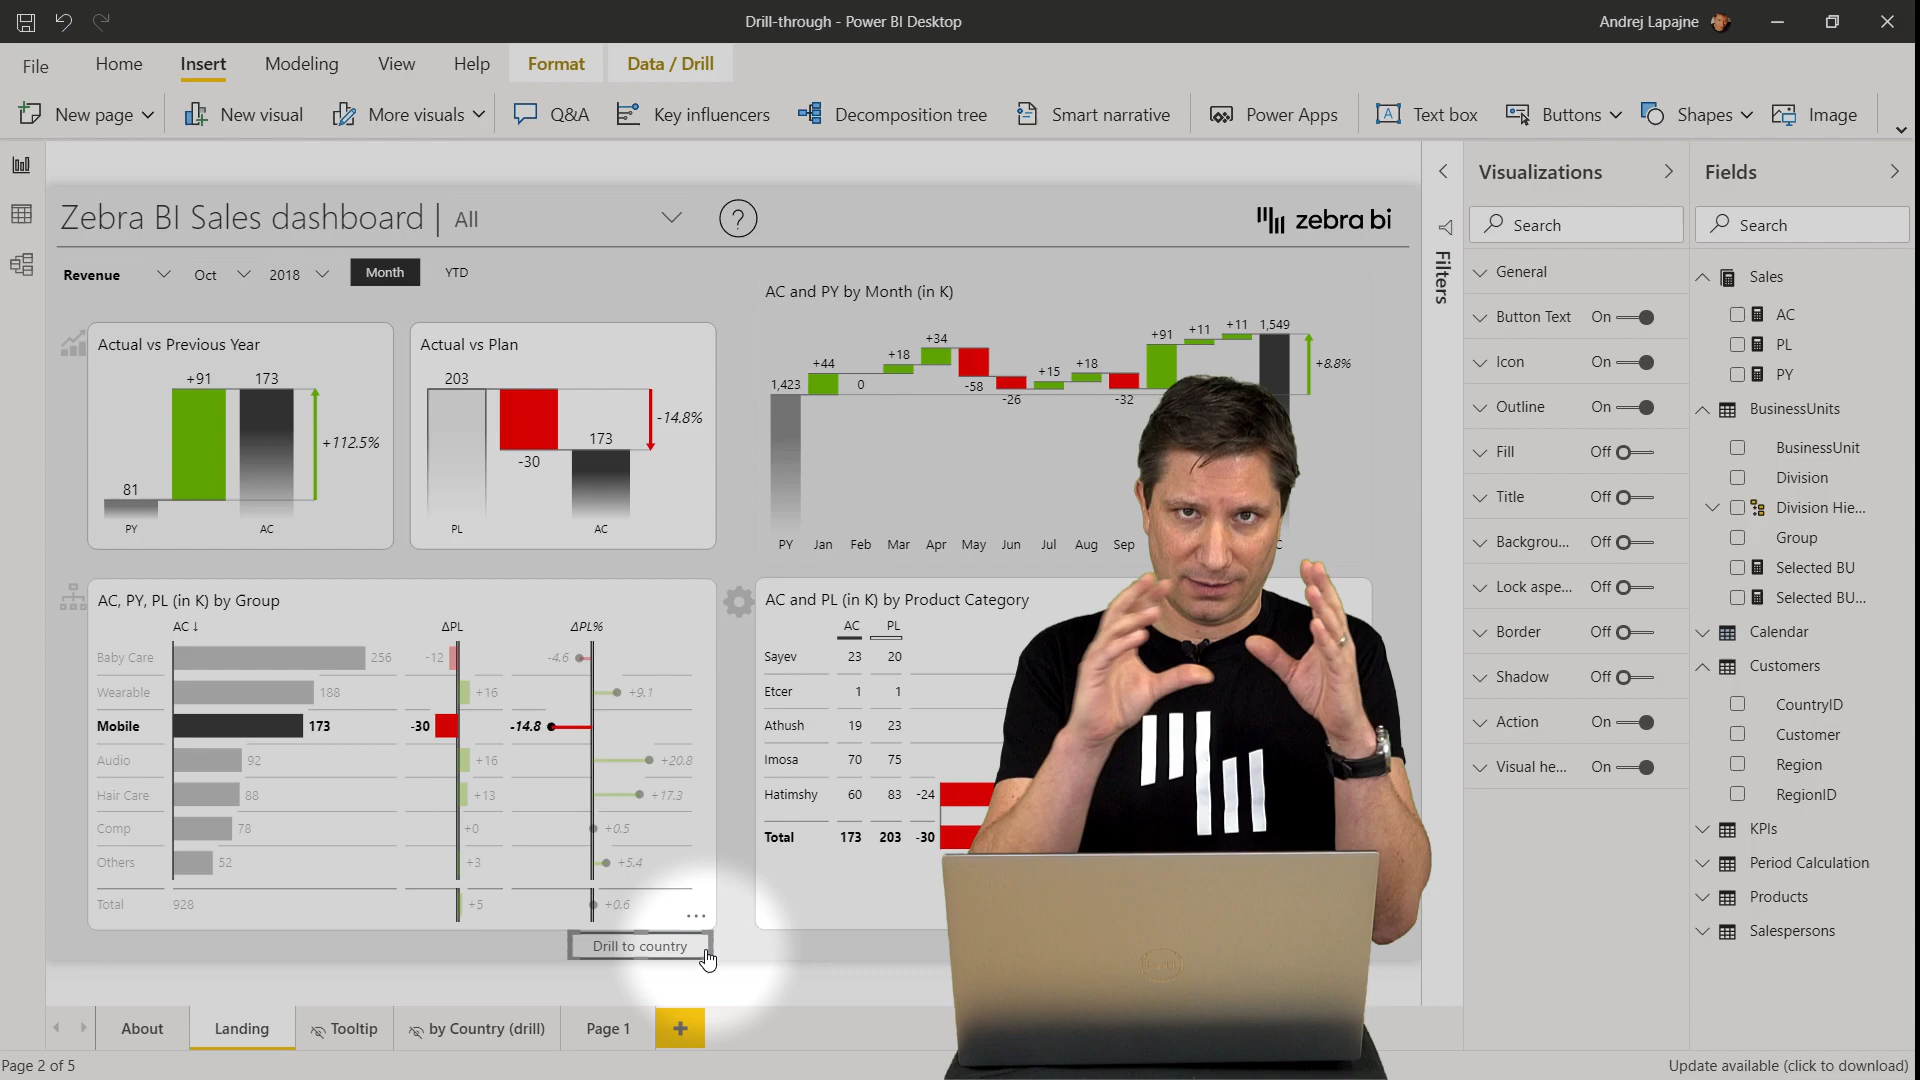 Drill-through - Power BI Desktop
Andrej Lapajne
File Home Insert Modeling View Help Format Data / Drill
New page New visual More visuals Q&A Key influencers Decomposition tree Smart narrative Power Apps Text box Buttons Shapes Image
Zebra BI Sales dashboard | All ? zebra bi
Revenue Oct 2018 Month YTD
Actual vs Previous Year
+91 173
+112.5%
81
PY AC
Actual vs Plan
203
-14.8%
173
-30
PL AC
AC and PY by Month (in K)
1,423 +44 0 +18 +34 -58 -26 +15 +18 -32 +91 +11 +11 1,549
+8.8%
PY Jan Feb Mar Apr May Jun Jul Aug Sep
AC, PY, PL (in K) by Group
AC ↓ ΔPL ΔPL%
Baby Care 256 -12 -4.6
Wearable 188 +16 +9.1
Mobile 173 -30 -14.8
Audio 92 +16 +20.8
Hair Care 88 +13 +17.3
Comp 78 +0 +0.5
Others 52 +3 +5.4
Total 928 +5 +0.6
Drill to country
AC and PL (in K) by Product Category
AC PL
Sayev 23 20
Etcer 1 1
Athush 19 23
Imosa 70 75
Hatimshy 60 83 -24
Total 173 203 -30
Filters
Visualizations
Search
General
Button Text On
Icon On
Outline On
Fill Off
Title Off
Backgrou... Off
Lock aspe... Off
Border Off
Shadow Off
Action On
Visual he... On
Fields
Search
Sales
AC
PL
PY
BusinessUnits
BusinessUnit
Division
Division Hie...
Group
Selected BU
Selected BU...
Calendar
Customers
CountryID
Customer
Region
RegionID
KPIs
Period Calculation
Products
Salespersons
About Landing Tooltip by Country (drill) Page 1 +
Page 2 of 5
Update available (click to download)